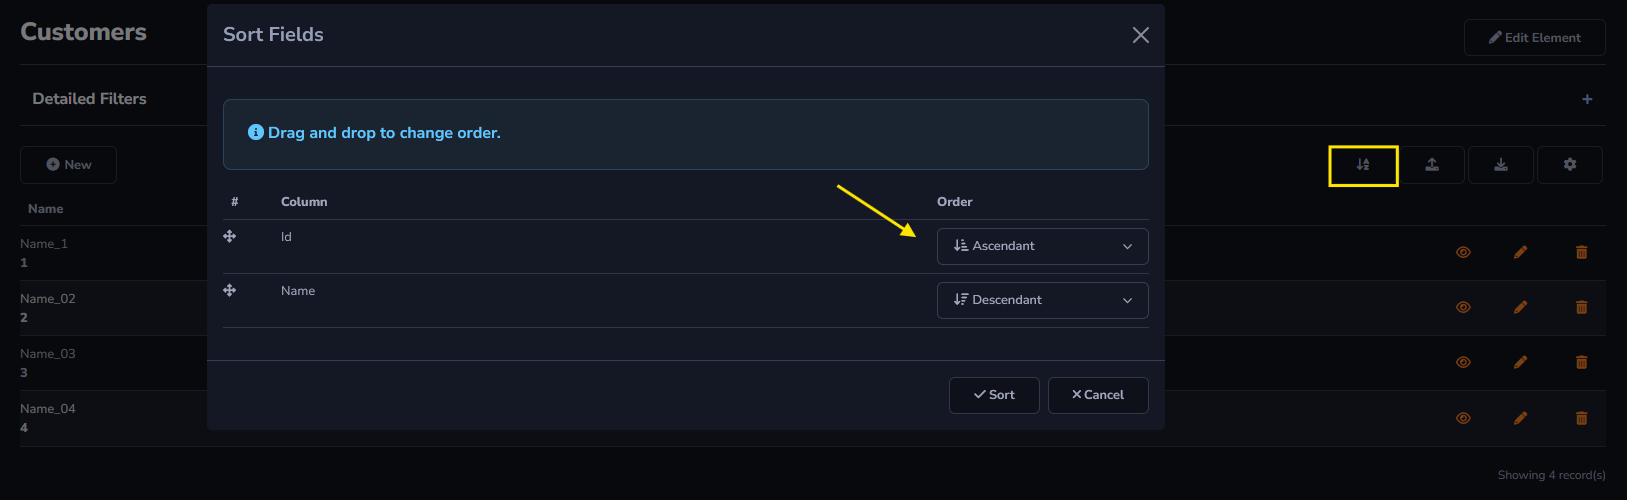 Customers
Sort Fields
Edit Element
Detailed Filters
Drag and drop to change order.
New
# Column Order
Name
Id Ascendant
Name_1
1
Name Descendant
Name_02
2
Name_03
3
Sort Cancel
Name_04
4
Showing 4 record(s)